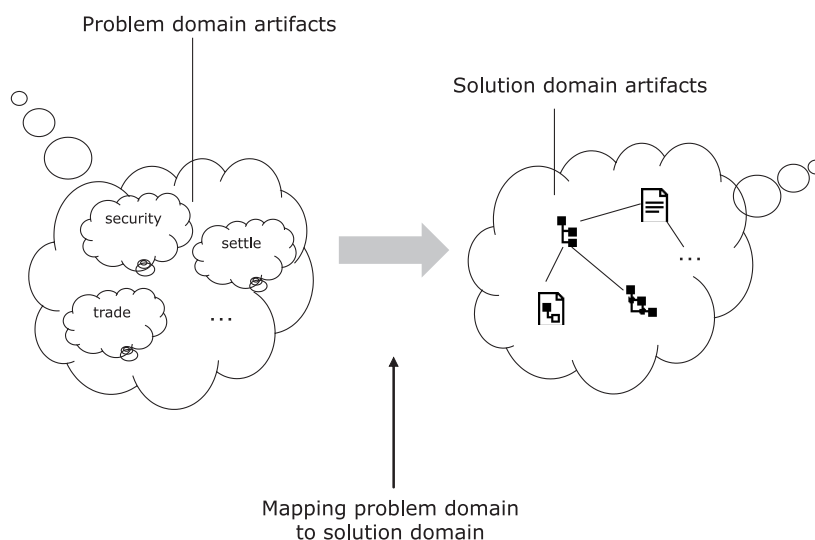 Problem domain artifacts
Solution domain artifacts
security
settle
trade
...
...
Mapping problem domain
to solution domain